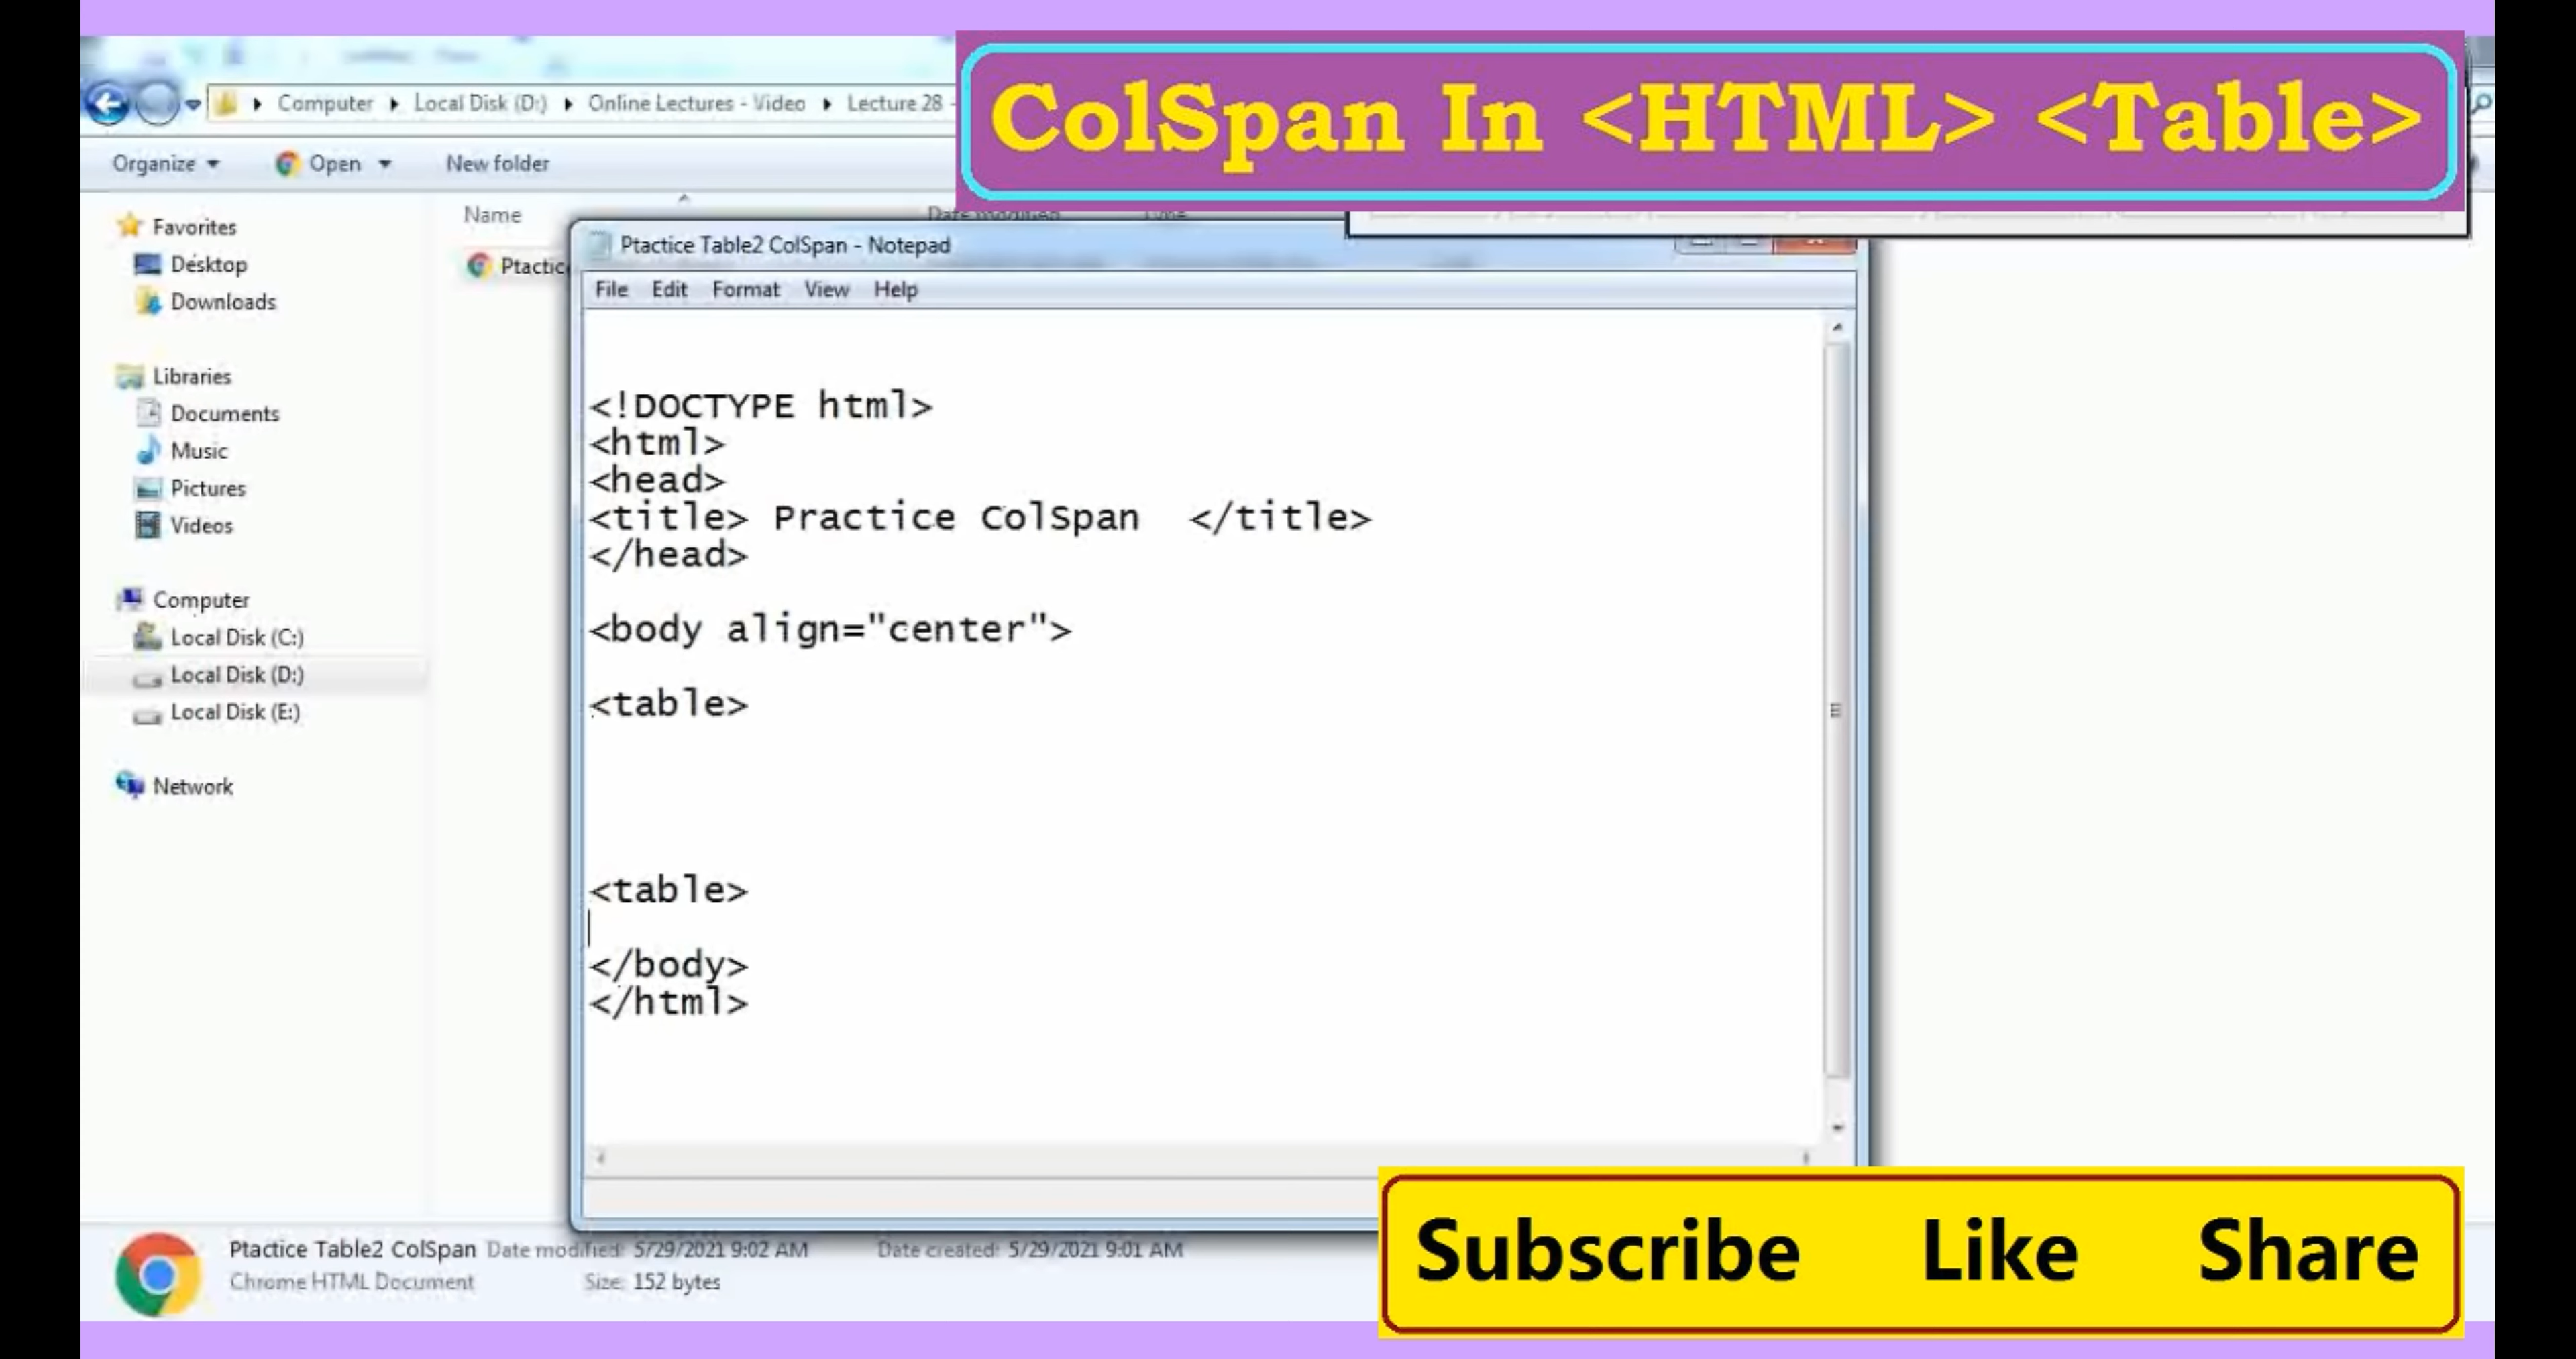 ColSpan In <HTML> <Table>
Computer Local Disk (D:) Online Lectures - Video Lecture 28 -
Organize Open New folder
Name Date modified Type
Favorites
Desktop
Downloads
Libraries
Documents
Music
Pictures
Videos
Computer
Local Disk (C:)
Local Disk (D:)
Local Disk (E:)
Network
Ptactice
Ptactice Table2 ColSpan - Notepad
File Edit Format View Help
<!DOCTYPE html>
<html>
<head>
<title> Practice ColSpan  </title>
</head>
<body align="center">
<table>
<table>
</body>
</html>
Ptactice Table2 ColSpan Date modified: 5/29/2021 9:02 AM Date created: 5/29/2021 9:01 AM
Chrome HTML Document Size: 152 bytes
Subscribe Like Share